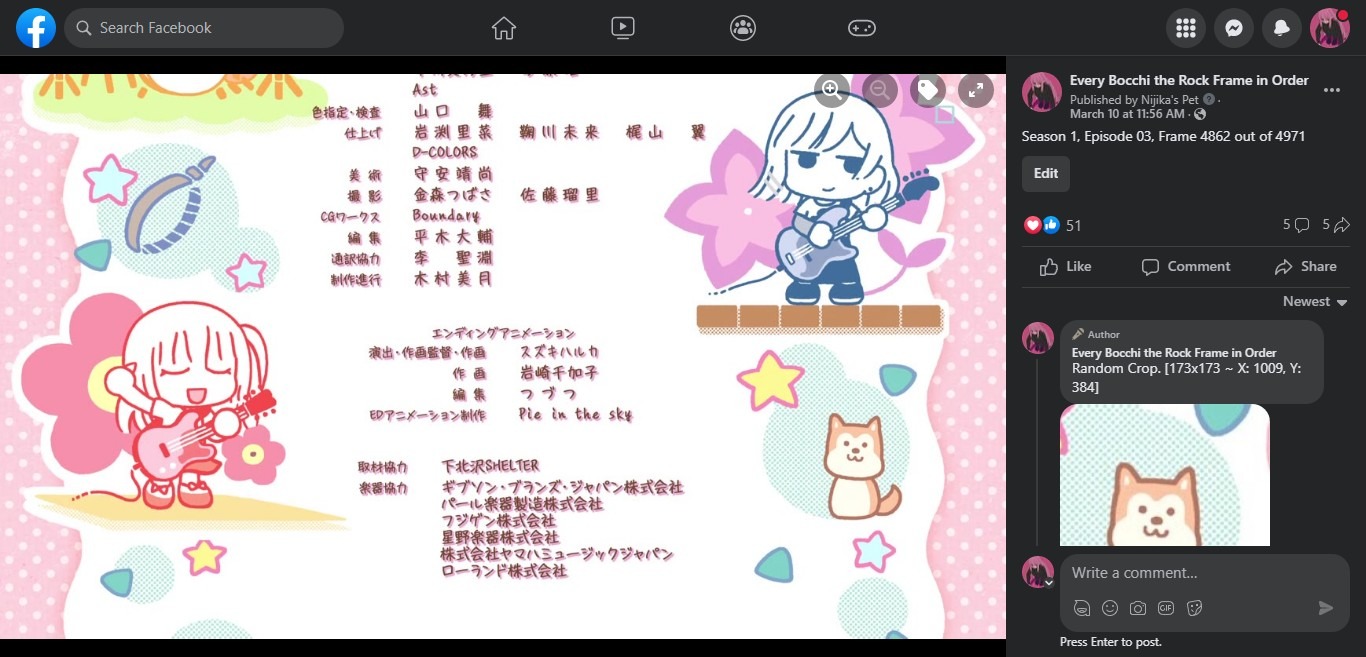 Search Facebook
Ast
色指定・検査 山口 舞
仕上げ 岩渕里菜 鞠川未来 梶山 翼
D-COLORS
美術 守安靖尚
撮影 金森つばさ 佐藤瑠里
CGワークス Boundary
編集 平木大輔
通訳協力 李 聖淵
制作進行 木村美月
エンディングアニメーション
演出・作画監督・作画 スズキハルカ
作画 岩崎千加子
編集 つづつ
EDアニメーション制作 Pie in the sky
取材協力 下北沢SHELTER
楽器協力 ギブソン・ブランズ・ジャパン株式会社
パール楽器製造株式会社
フジゲン株式会社
星野楽器株式会社
株式会社ヤマハミュージックジャパン
ローランド株式会社
Every Bocchi the Rock Frame in Order
Published by Nijika's Pet ·
March 10 at 11:56 AM ·
Season 1, Episode 03, Frame 4862 out of 4971
Edit
51 5 5
Like Comment Share
Newest
Author
Every Bocchi the Rock Frame in Order
Random Crop. [173x173 ~ X: 1009, Y:
384]
Write a comment...
GIF
Press Enter to post.